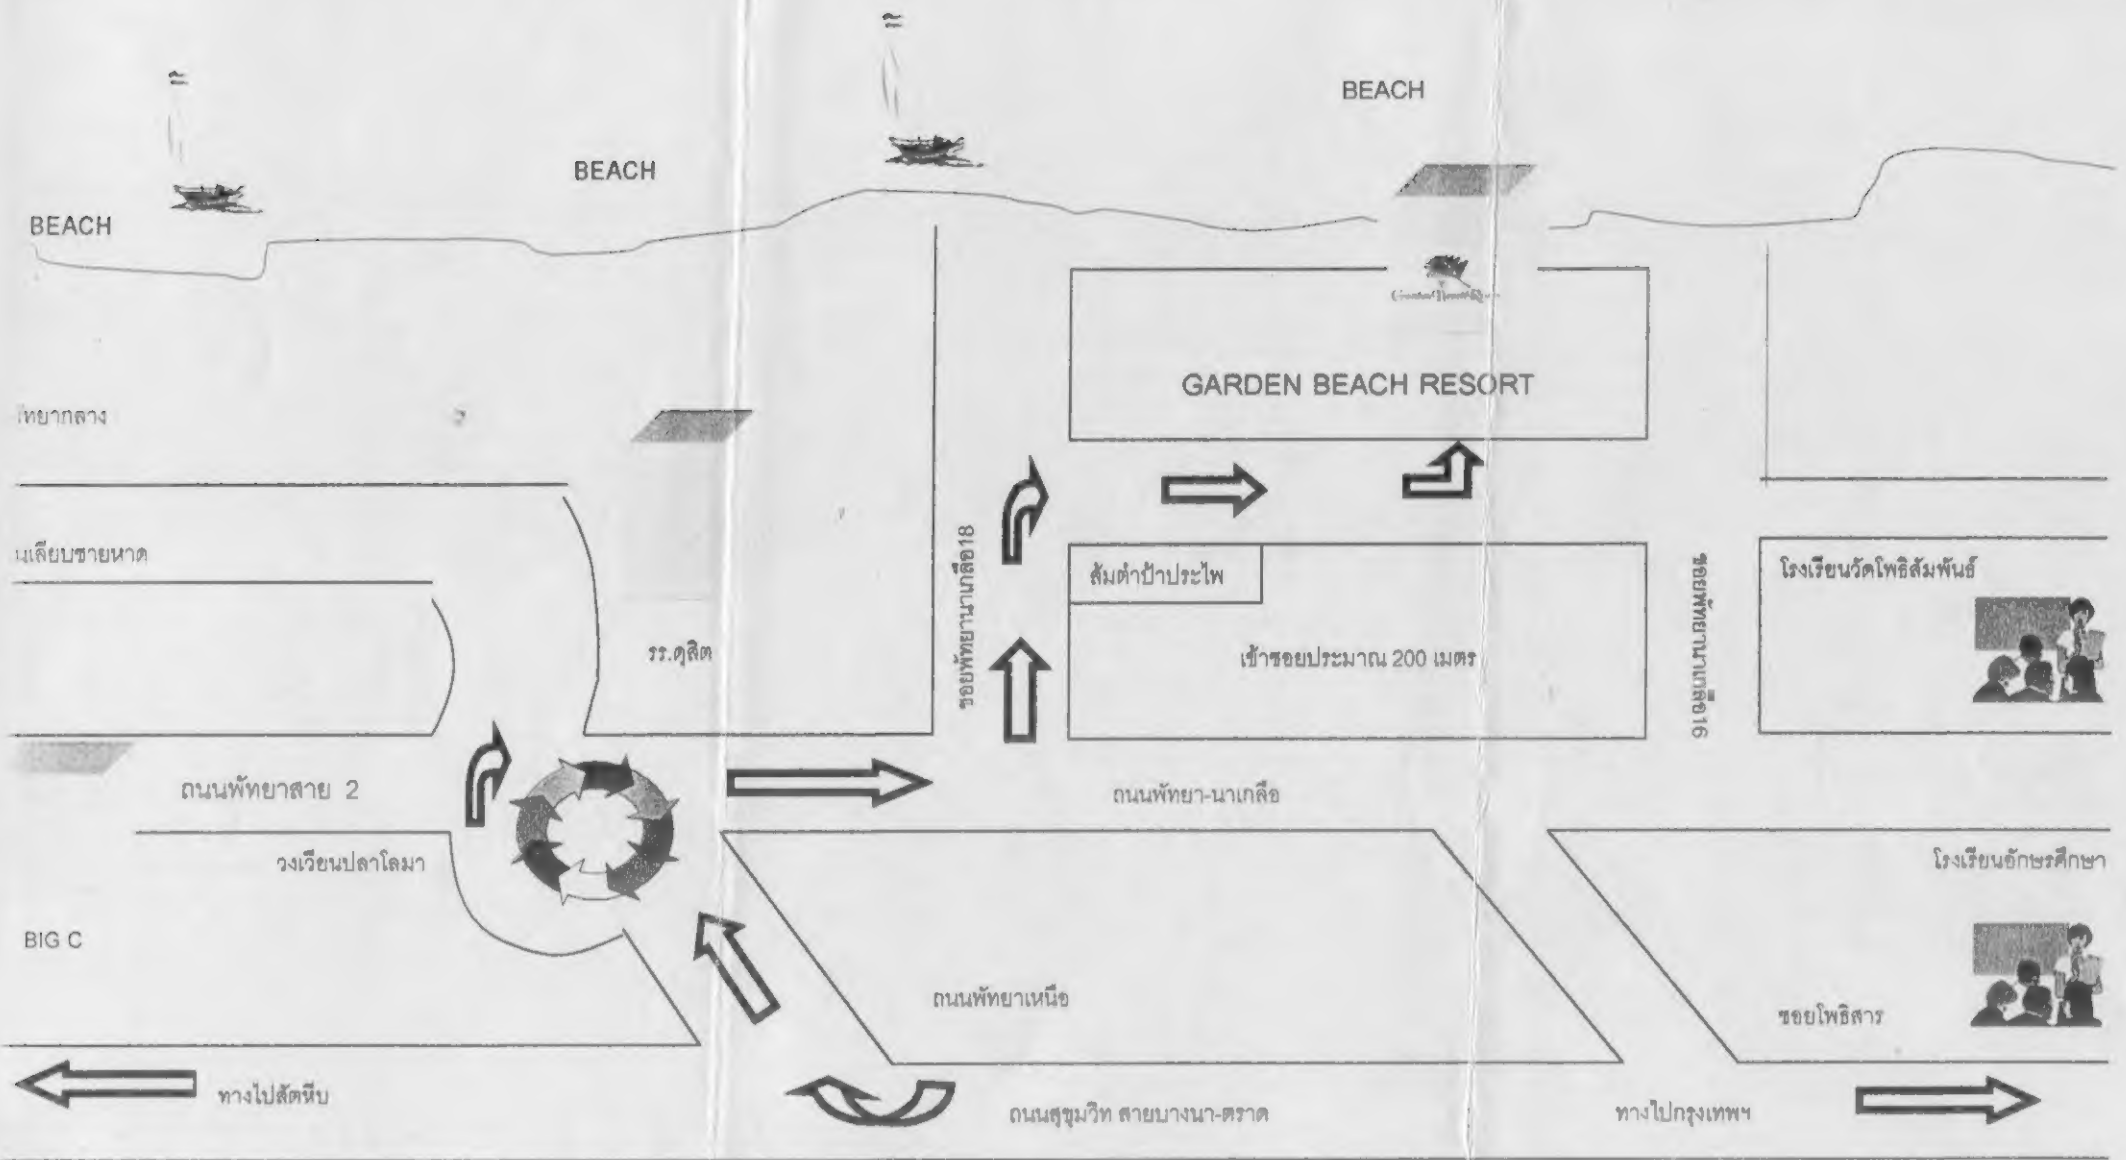 BEACH
BEACH
BEACH
GARDEN BEACH RESORT
ัทยากลาง
นเลียบชายหาด
ซอยพัทยานาเกลือ18
ส้มตำป้าประไพ
ซอยพัทยานาเกลือ16
โรงเรียนวัดโพธิสัมพันธ์
รร.ดุสิต
เข้าซอยประมาณ 200 เมตร
ถนนพัทยาสาย 2
ถนนพัทยา-นาเกลือ
วงเวียนปลาโลมา
โรงเรียนอักษรศึกษา
BIG C
ถนนพัทยาเหนือ
ซอยโพธิสาร
ทางไปสัตหีบ
ถนนสุขุมวิท สายบางนา-ตราด
ทางไปกรุงเทพฯ